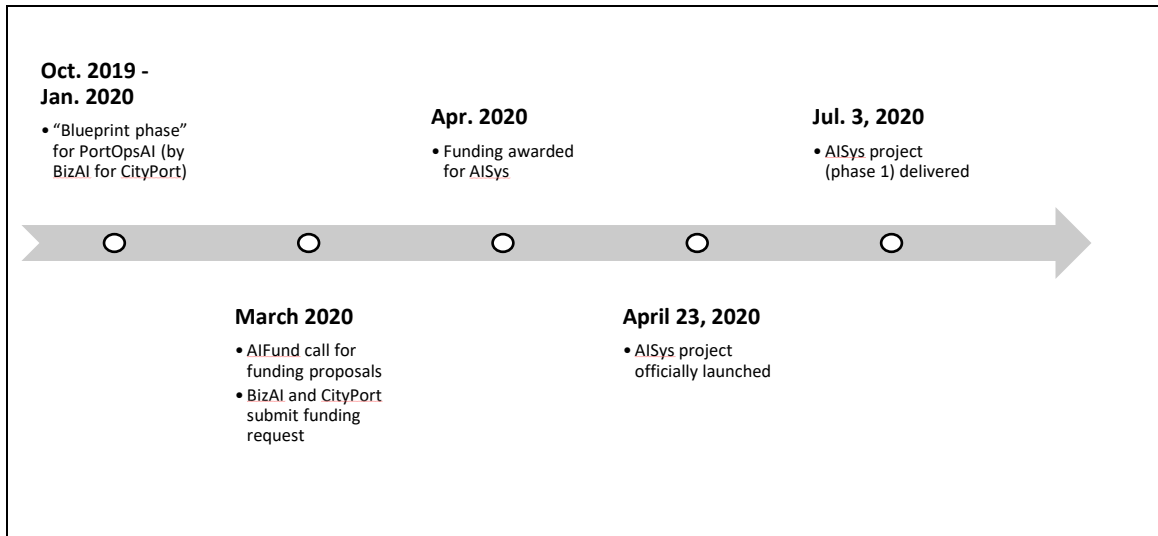 Oct. 2019 -
Jan. 2020
• “Blueprint phase”
for PortOpsAI (by
BizAI for CityPort)
March 2020
• AIFund call for
funding proposals
• BizAI and CityPort
submit funding
request
Apr. 2020
• Funding awarded
for AISys
April 23, 2020
• AISys project
officially launched
Jul. 3, 2020
• AISys project
(phase 1) delivered